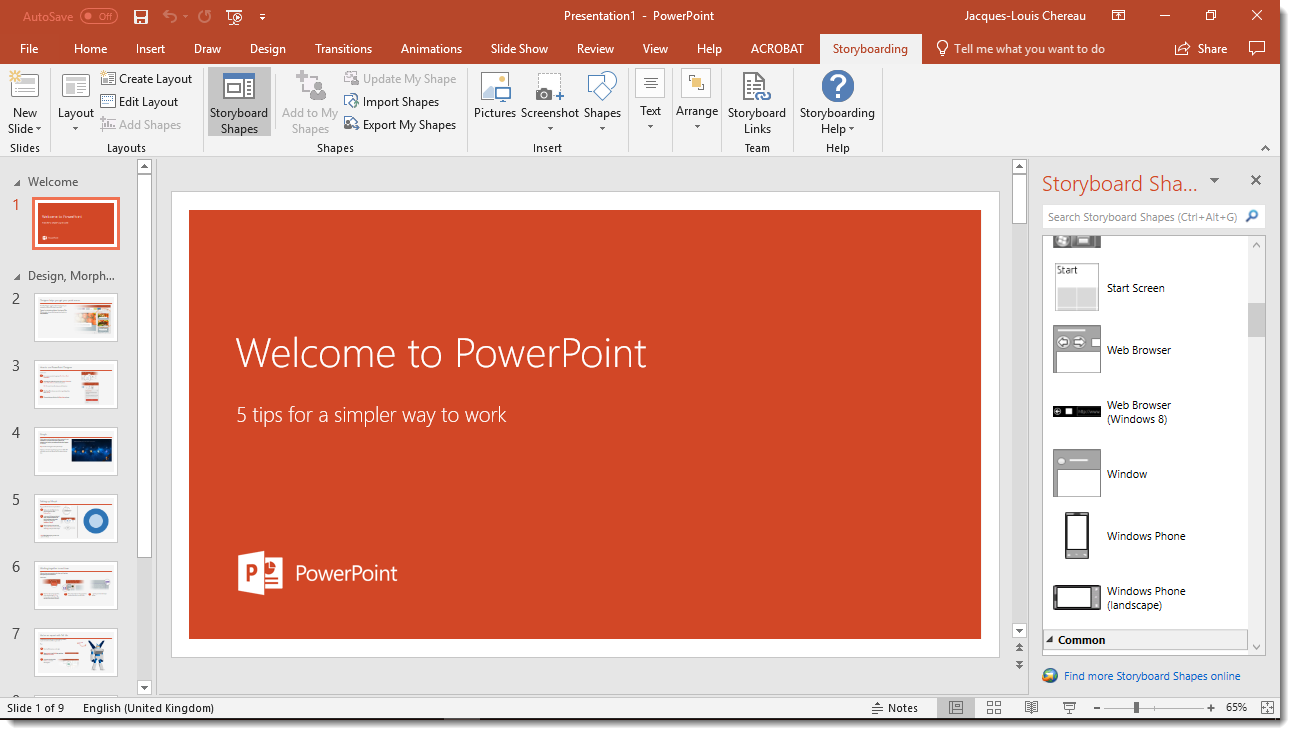 AutoSave Off
Presentation1 - PowerPoint
Jacques-Louis Chereau
File Home Insert Draw Design Transitions Animations Slide Show Review View Help ACROBAT Storyboarding Tell me what you want to do Share
New Slide
Slides
Layout
Create Layout
Edit Layout
Add Shapes
Layouts
Storyboard Shapes
Add to My Shapes
Update My Shape
Import Shapes
Export My Shapes
Shapes
Pictures
Screenshot
Shapes
Insert
Text
Arrange
Storyboard Links
Team
Storyboarding Help
Help
Welcome
1
Welcome to PowerPoint
Design, Morph...
2
3
4
5
6
7
Welcome to PowerPoint
5 tips for a simpler way to work
P
PowerPoint
Storyboard Sha...
Search Storyboard Shapes (Ctrl+Alt+G)
Start
Start Screen
Web Browser
http://www
Web Browser
(Windows 8)
Window
Windows Phone
Windows Phone
(landscape)
Common
Find more Storyboard Shapes online
Slide 1 of 9 English (United Kingdom) Notes 65%